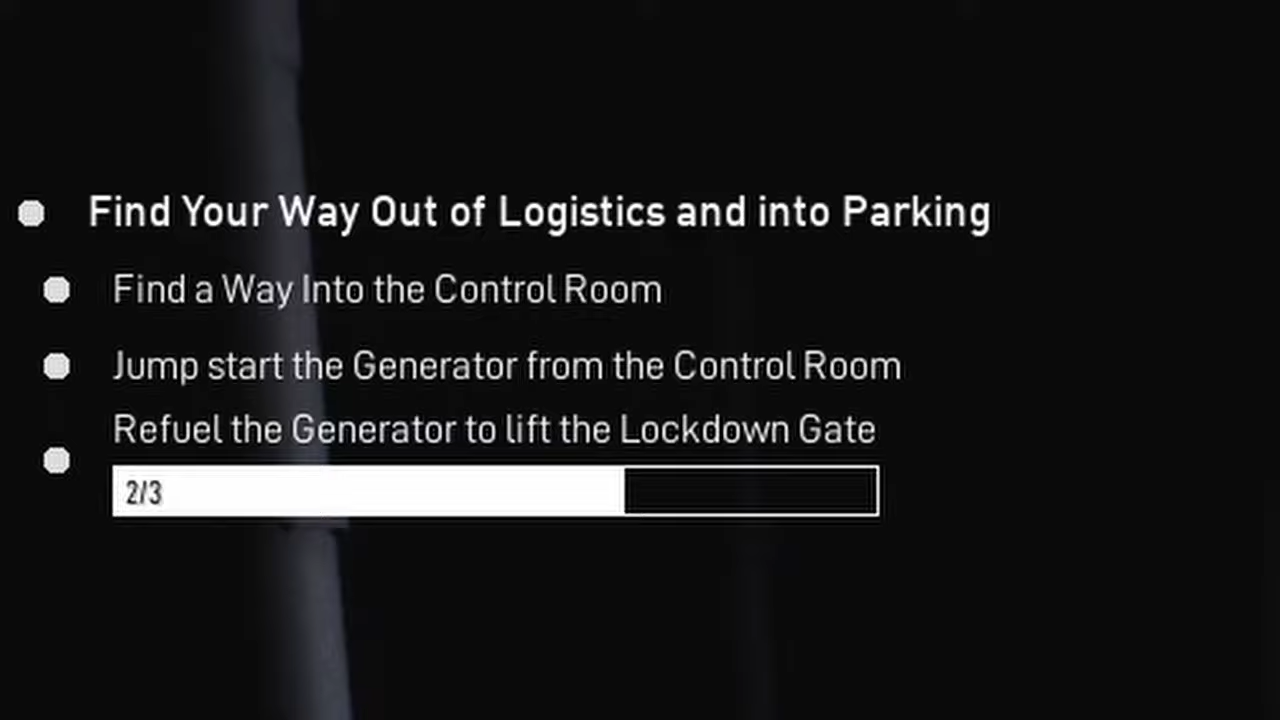 Find Your Way Out of Logistics and into Parking
Find a Way Into the Control Room
Jump start the Generator from the Control Room
Refuel the Generator to lift the Lockdown Gate
2/3